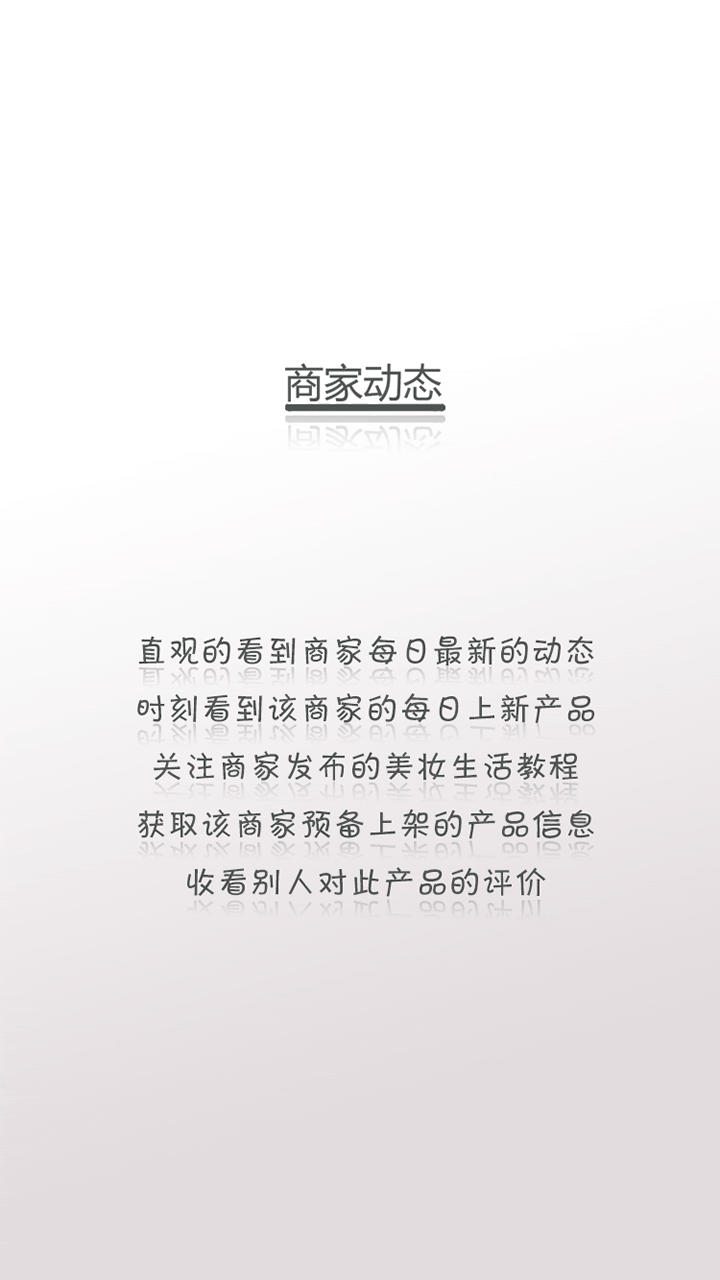 商家动态
直观的看到商家每日最新的动态
时刻看到该商家的每日上新产品
关注商家发布的美妆生活教程
获取该商家预备上架的产品信息
收看别人对此产品的评价